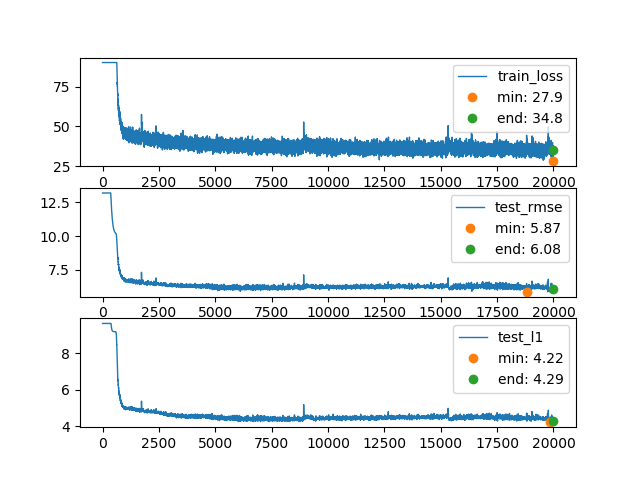 75
50
25
train_loss
min: 27.9
end: 34.8
0 2500 5000 7500 10000 12500 15000 17500 20000
12.5
10.0
7.5
test_rmse
min: 5.87
end: 6.08
0 2500 5000 7500 10000 12500 15000 17500 20000
8
6
4
test_l1
min: 4.22
end: 4.29
0 2500 5000 7500 10000 12500 15000 17500 20000